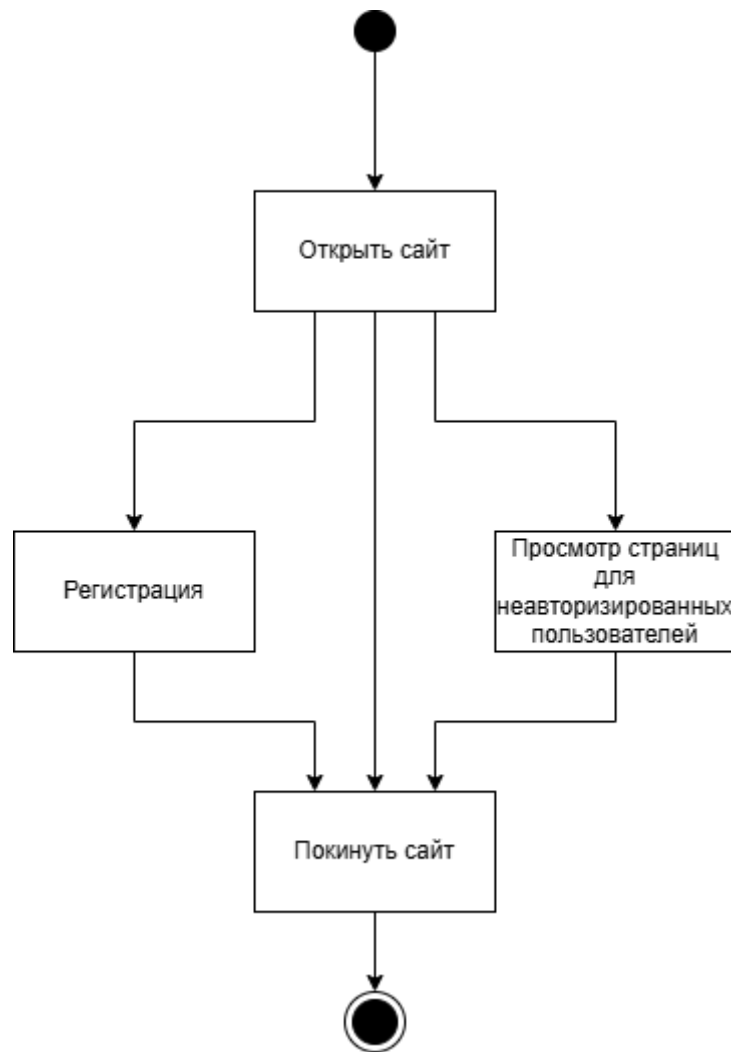 Открыть сайт
Регистрация
Просмотр страниц
для
неавторизированных
пользователей
Покинуть сайт